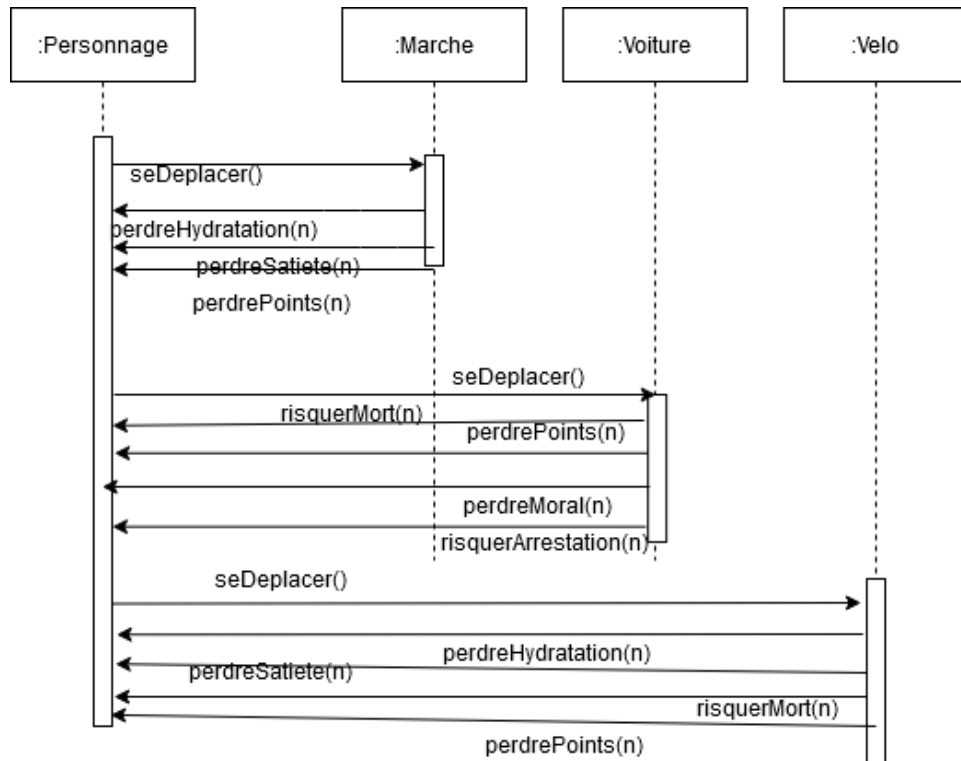 :Personnage
:Marche
:Voiture
:Velo
seDeplacer()
perdreHydratation(n)
perdreSatiete(n)
perdrePoints(n)
seDeplacer()
risquerMort(n)
perdrePoints(n)
perdreMoral(n)
risquerArrestation(n)
seDeplacer()
perdreHydratation(n)
perdreSatiete(n)
risquerMort(n)
perdrePoints(n)